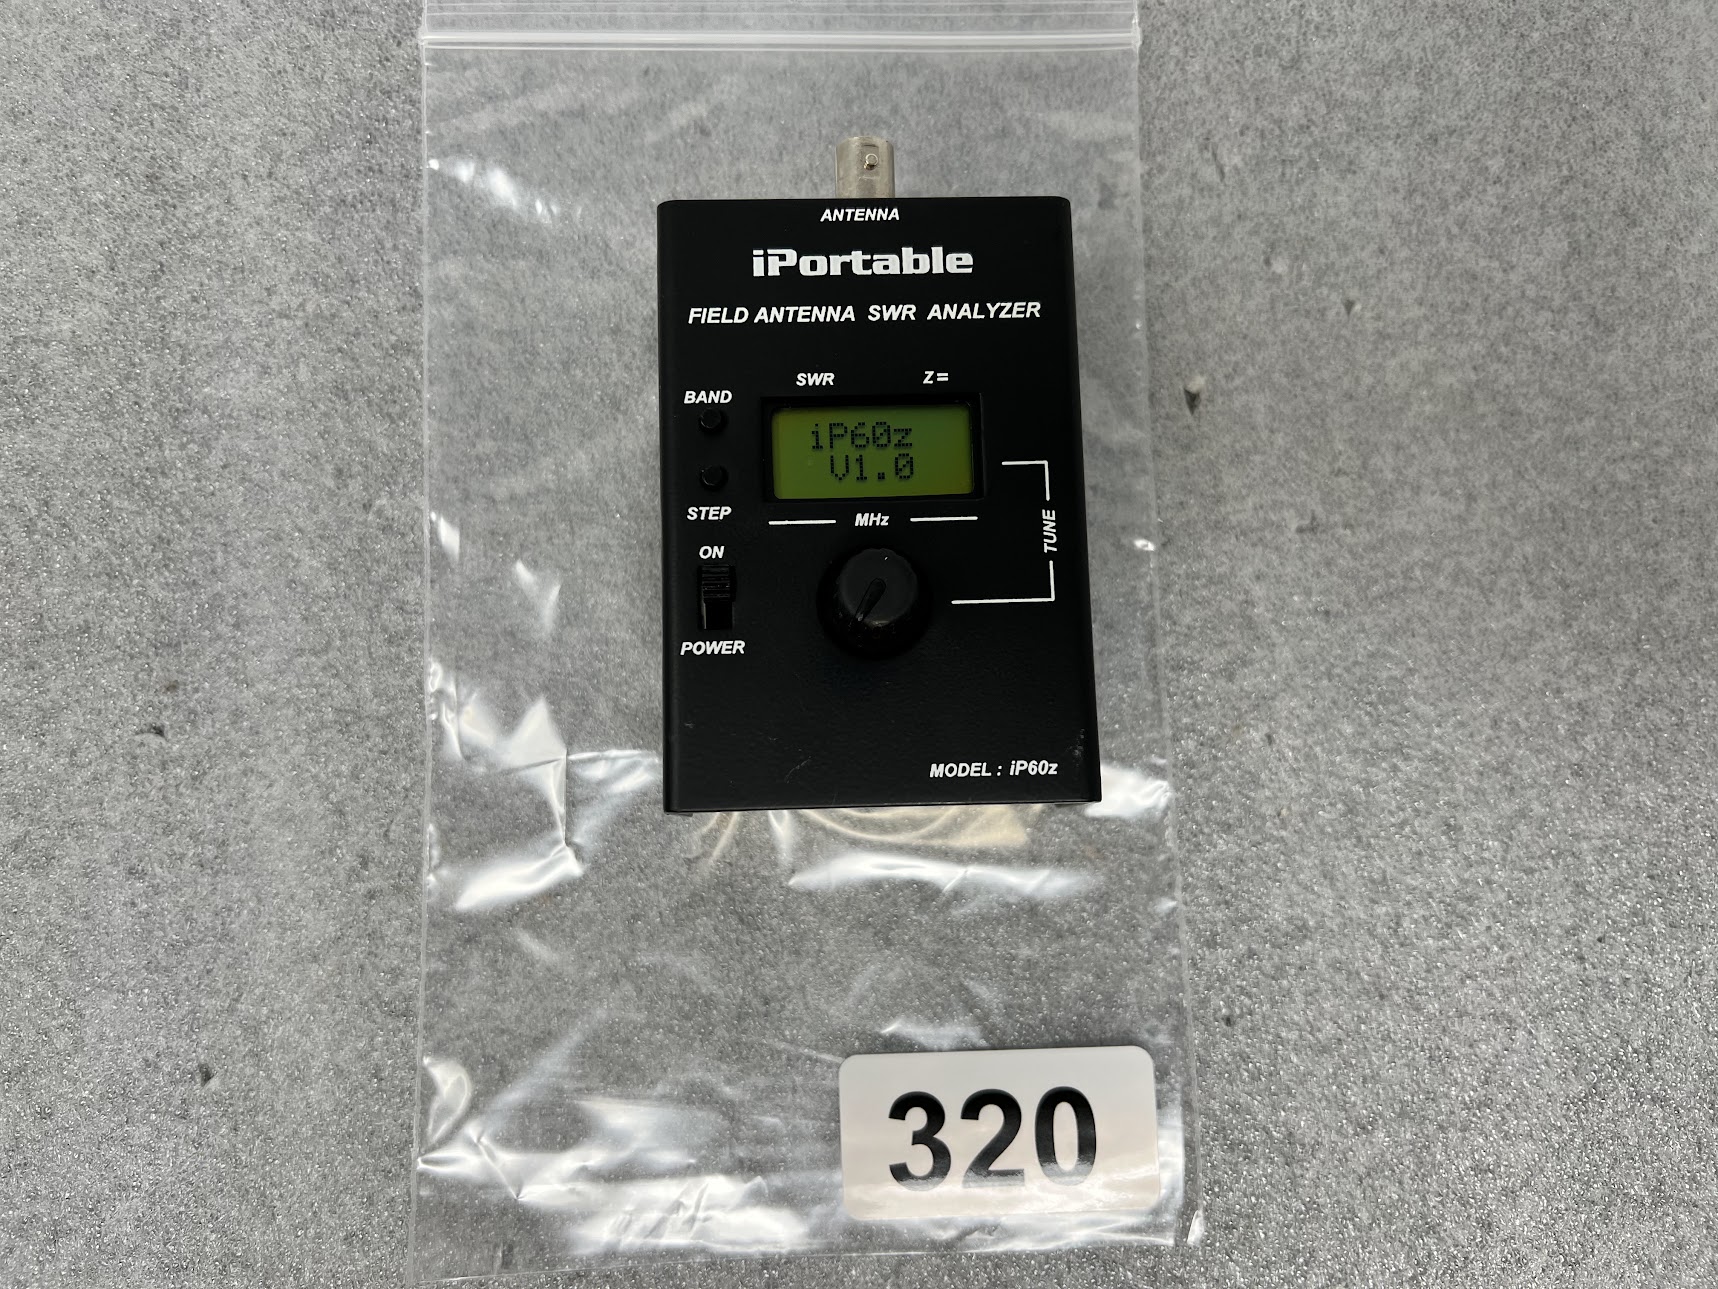 ANTENNA
iPortable
FIELD ANTENNA SWR ANALYZER
SWR Z=
BAND
iP60z
V1.0
STEP
MHz
TUNE
ON
POWER
MODEL : iP60z
320